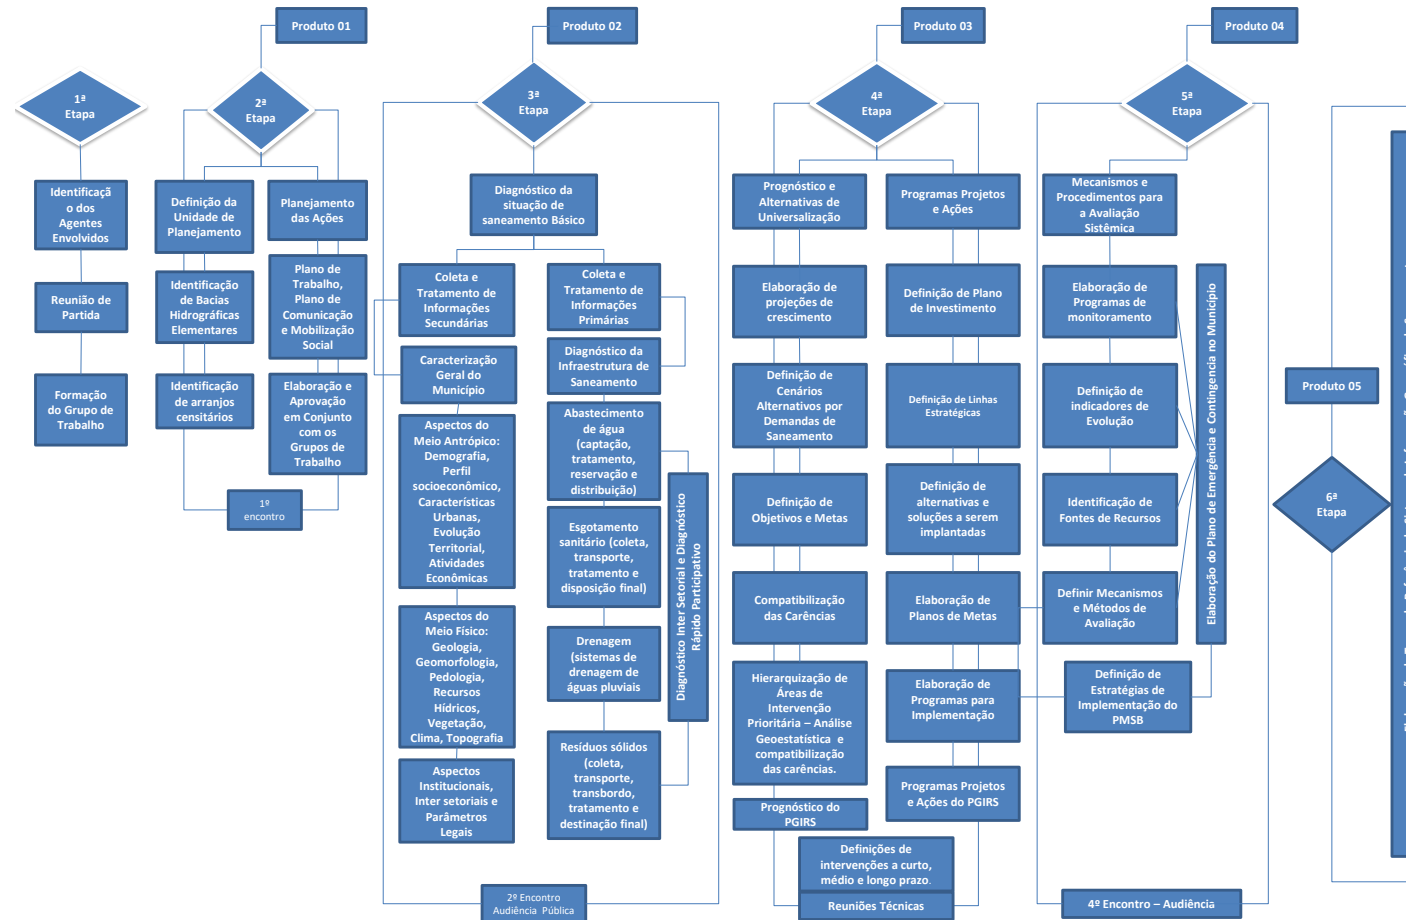 Produto 01
Produto 02
Produto 03
Produto 04
1ª
Etapa
2ª
Etapa
3ª
Etapa
4ª
Etapa
5ª
Etapa
Identificaçã
o dos
Agentes
Envolvidos
Reunião de
Partida
Formação
do Grupo de
Trabalho
Definição da
Unidade de
Planejamento
Identificação
de Bacias
Hidrográficas
Elementares
Identificação
de arranjos
censitários
Planejamento
das Ações
Plano de
Trabalho,
Plano de
Comunicação
e Mobilização
Social
Elaboração e
Aprovação
em Conjunto
com os
Grupos de
Trabalho
1º
encontro
Diagnóstico da
situação de
saneamento Básico
Coleta e
Tratamento de
Informações
Secundárias
Caracterização
Geral do
Município
Aspectos do
Meio Antrópico:
Demografia,
Perfil
socioeconômico,
Características
Urbanas,
Evolução
Territorial,
Atividades
Econômicas
Aspectos do
Meio Físico:
Geologia,
Geomorfologia,
Pedologia,
Recursos
Hídricos,
Vegetação,
Clima, Topografia
Aspectos
Institucionais,
Inter setoriais e
Parâmetros
Legais
Coleta e
Tratamento de
Informações
Primárias
Diagnóstico da
Infraestrutura de
Saneamento
Abastecimento
de água
(captação,
tratamento,
reservação e
distribuição)
Esgotamento
sanitário (coleta,
transporte,
tratamento e
disposição final)
Drenagem
(sistemas de
drenagem de
águas pluviais
Resíduos sólidos
(coleta,
transporte,
transbordo,
tratamento e
destinação final)
Diagnóstico Inter Setorial e Diagnóstico
Rápido Participativo
2º Encontro
Audiência Pública
Prognóstico e
Alternativas de
Universalização
Elaboração de
projeções de
crescimento
Definição de
Cenários
Alternativos por
Demandas de
Saneamento
Definição de
Objetivos e Metas
Compatibilização
das Carências
Hierarquização de
Áreas de
Intervenção
Prioritária – Análise
Geoestatística e
compatibilização
das carências.
Prognóstico do
PGIRS
Programas Projetos
e Ações
Definição de Plano
de Investimento
Definição de Linhas
Estratégicas
Definição de
alternativas e
soluções a serem
implantadas
Elaboração de
Planos de Metas
Elaboração de
Programas para
Implementação
Programas Projetos
e Ações do PGIRS
Definições de
intervenções a curto,
médio e longo prazo.
Reuniões Técnicas
Mecanismos e
Procedimentos para
a Avaliação
Sistêmica
Elaboração de
Programas de
monitoramento
Definição de
indicadores de
Evolução
Identificação de
Fontes de Recursos
Definir Mecanismos
e Métodos de
Avaliação
Definição de
Estratégias de
Implementação do
PMSB
Elaboração do Plano de Emergência e Contingencia no Município
4º Encontro – Audiência
Produto 05
6ª
Etapa